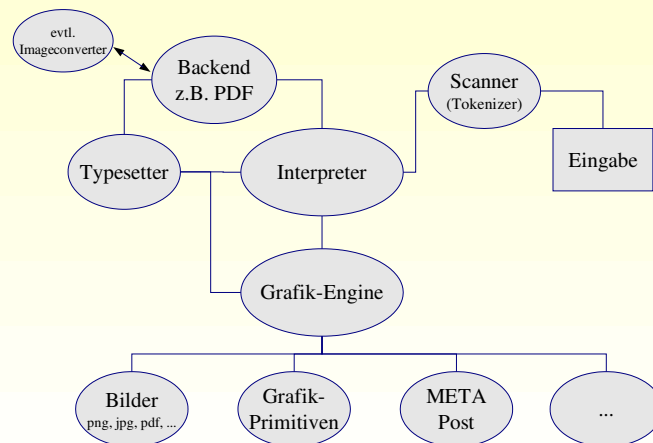 evtl.
Imageconverter
Backend
z.B. PDF
Scanner
(Tokenizer)
Typesetter
Interpreter
Eingabe
Grafik-Engine
Bilder
png, jpg, pdf, ...
Grafik-
Primitiven
META
Post
...